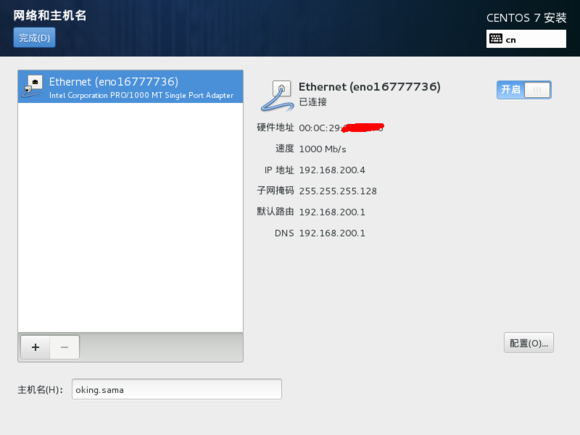 网络和主机名
CENTOS 7 安装
完成(D)
cn
Ethernet (eno16777736)
Intel Corporation PRO/1000 MT Single Port Adapter
Ethernet (eno16777736)
已连接
开启
硬件地址 00:0C:29:
速度 1000 Mb/s
IP 地址 192.168.200.4
子网掩码 255.255.255.128
默认路由 192.168.200.1
DNS 192.168.200.1
+ −
配置(O)...
主机名(H): oking.sama